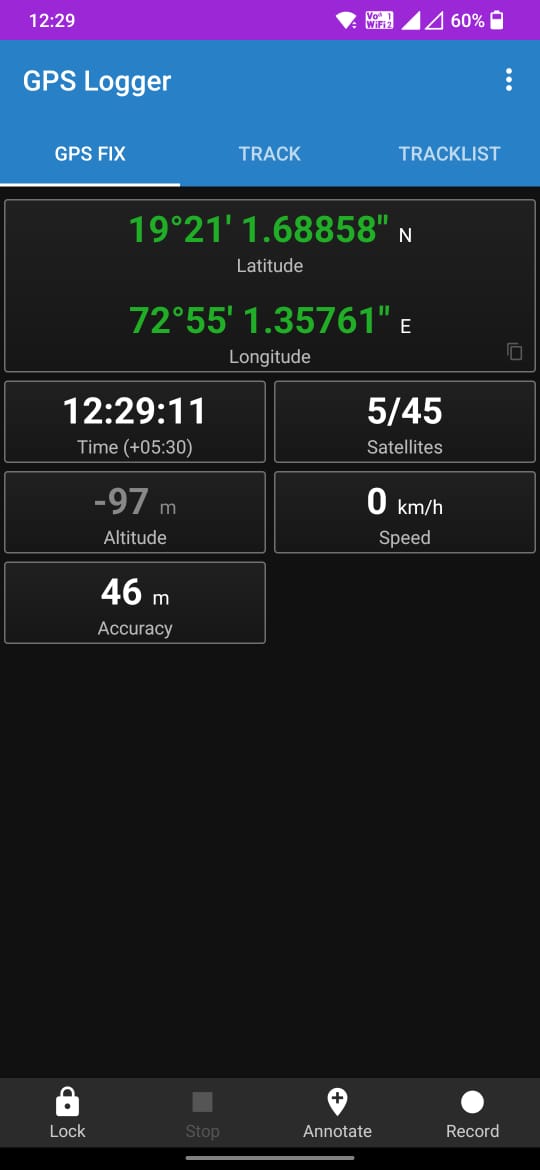 12:29
Vo 1
WiFi 2
60%
GPS Logger
GPS FIX TRACK TRACKLIST
19°21' 1.68858" N
Latitude
72°55' 1.35761" E
Longitude
12:29:11 5/45
Time (+05:30) Satellites
-97 m 0 km/h
Altitude Speed
46 m
Accuracy
Lock Stop Annotate Record